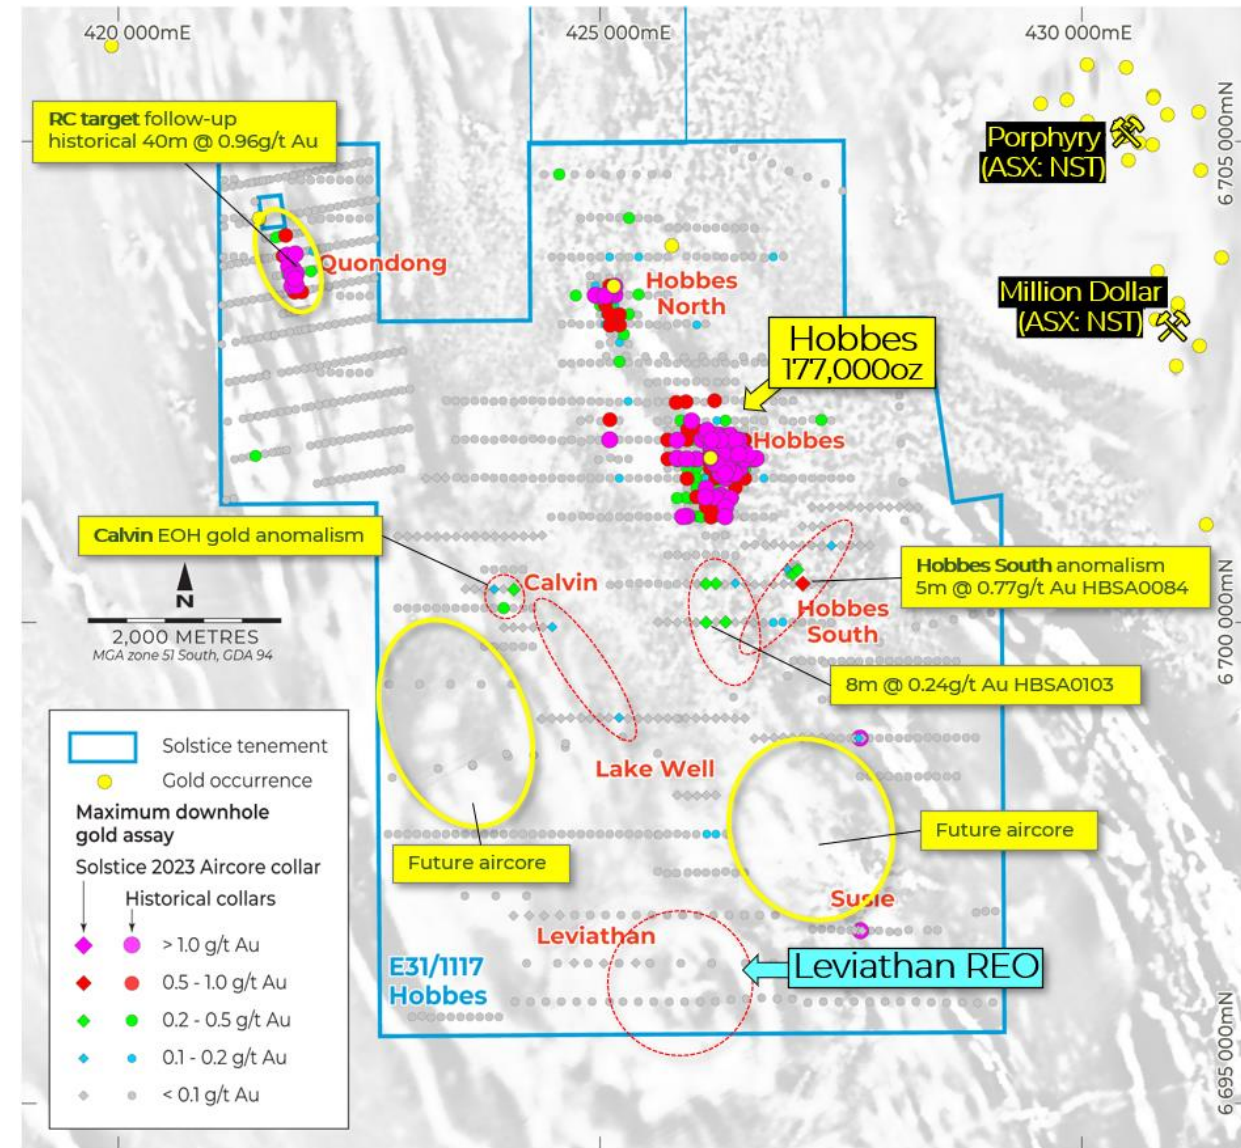 420 000mE
425 000mE
430 000mE
RC target follow-up
historical 40m @ 0.96g/t Au
Porphyry
(ASX: NST)
6 705 000mN
Quondong
Hobbes
North
Million Dollar
(ASX: NST)
Hobbes
177,000oz
Hobbes
Calvin EOH gold anomalism
Calvin
Hobbes South anomalism
5m @ 0.77g/t Au HBSA0084
Hobbes
South
N
2,000 METRES
MGA zone 51 South, GDA 94
6 700 000mN
8m @ 0.24g/t Au HBSA0103
Lake Well
Future aircore
Future aircore
Susie
Leviathan
Leviathan REO
E31/1117
Hobbes
6 695 000mN
Solstice tenement
Gold occurrence
Maximum downhole
gold assay
Solstice 2023 Aircore collar
Historical collars
> 1.0 g/t Au
0.5 - 1.0 g/t Au
0.2 - 0.5 g/t Au
0.1 - 0.2 g/t Au
< 0.1 g/t Au